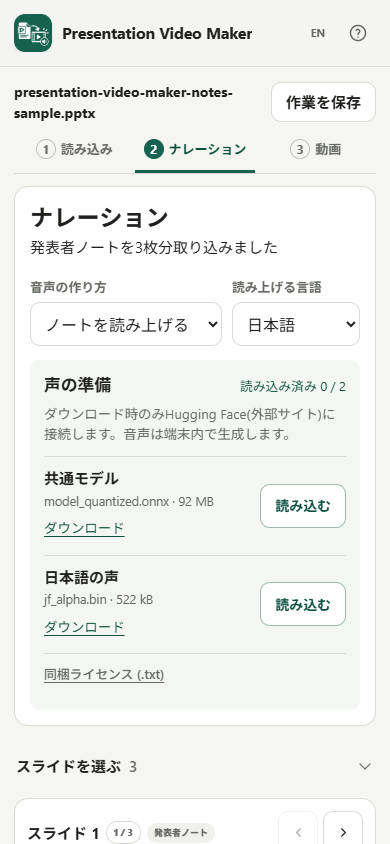 Presentation Video Maker
EN
presentation-video-maker-notes-
sample.pptx
作業を保存
1 読み込み
2 ナレーション
3 動画
ナレーション
発表者ノートを3枚分取り込みました
音声の作り方
読み上げる言語
ノートを読み上げる
日本語
声の準備
読み込み済み 0 / 2
ダウンロード時のみHugging Face(外部サイト)に
接続します。音声は端末内で生成します。
共通モデル
model_quantized.onnx · 92 MB
ダウンロード
読み込む
日本語の声
jf_alpha.bin · 522 kB
ダウンロード
読み込む
同梱ライセンス (.txt)
スライドを選ぶ 3
スライド 1
1 / 3
発表者ノート